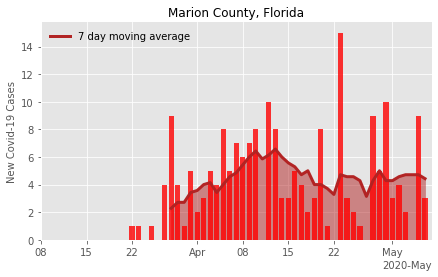 Marion County, Florida
7 day moving average
New Covid-19 Cases
14
12
10
8
6
4
2
0
08 15 22 Apr 08 15 22 May
2020-May